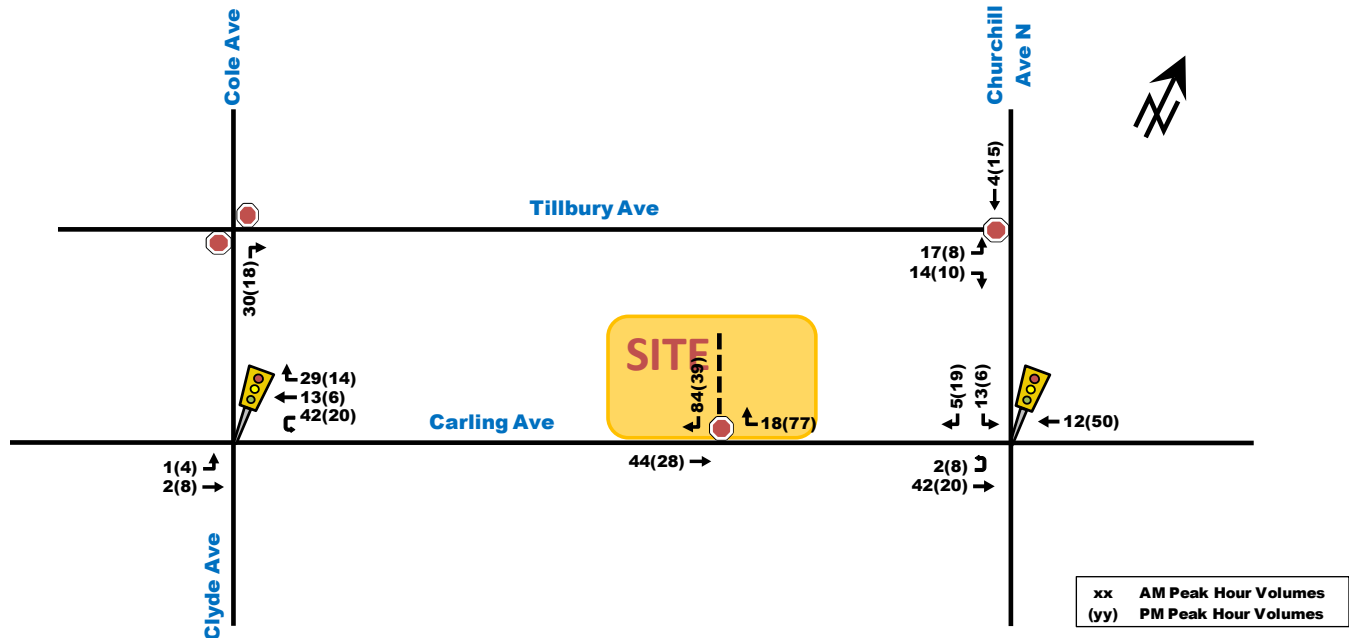 Cole Ave
Churchill
Ave N
4(15)
Tillbury Ave
17(8)
14(10)
30(18)
SITE
29(14)
13(6)
42(20)
84(39)
18(77)
5(19)
13(6)
12(50)
Carling Ave
44(28)
1(4)
2(8)
2(8)
42(20)
Clyde Ave
xx AM Peak Hour Volumes
(yy) PM Peak Hour Volumes